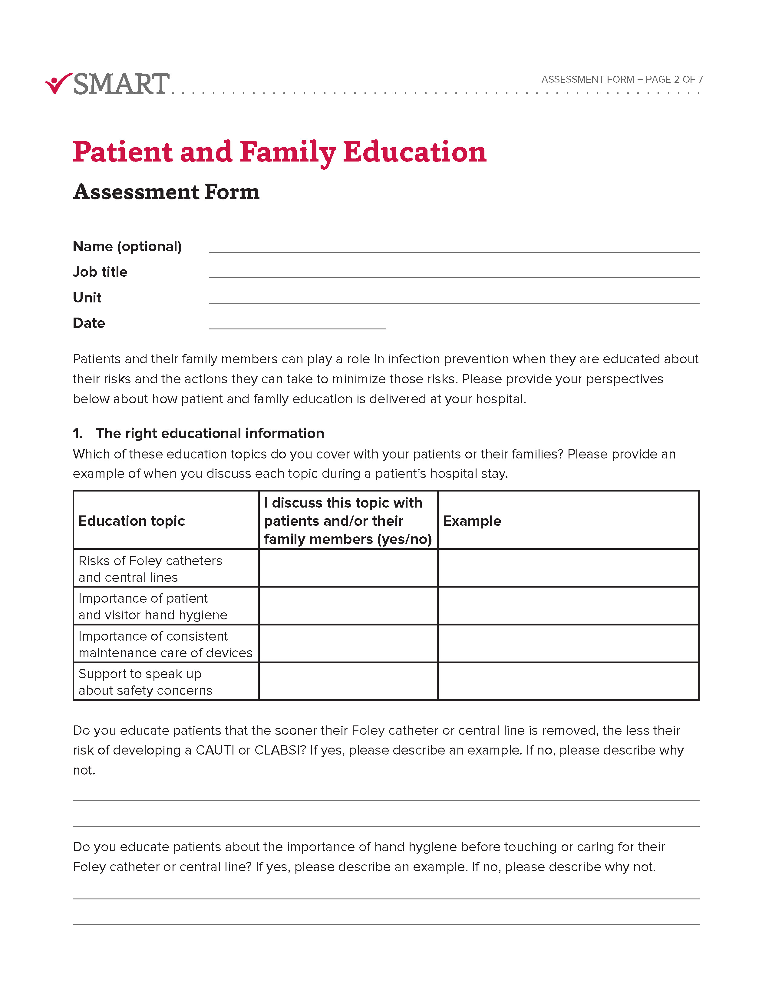 SMART
ASSESSMENT FORM – PAGE 2 OF 7
Patient and Family Education
Assessment Form
Name (optional)
Job title
Unit
Date
Patients and their family members can play a role in infection prevention when they are educated about
their risks and the actions they can take to minimize those risks. Please provide your perspectives
below about how patient and family education is delivered at your hospital.
1. The right educational information
Which of these education topics do you cover with your patients or their families? Please provide an
example of when you discuss each topic during a patient’s hospital stay.
Education topic
I discuss this topic with
patients and/or their
family members (yes/no)
Example
Risks of Foley catheters
and central lines
Importance of patient
and visitor hand hygiene
Importance of consistent
maintenance care of devices
Support to speak up
about safety concerns
Do you educate patients that the sooner their Foley catheter or central line is removed, the less their
risk of developing a CAUTI or CLABSI? If yes, please describe an example. If no, please describe why
not.
Do you educate patients about the importance of hand hygiene before touching or caring for their
Foley catheter or central line? If yes, please describe an example. If no, please describe why not.